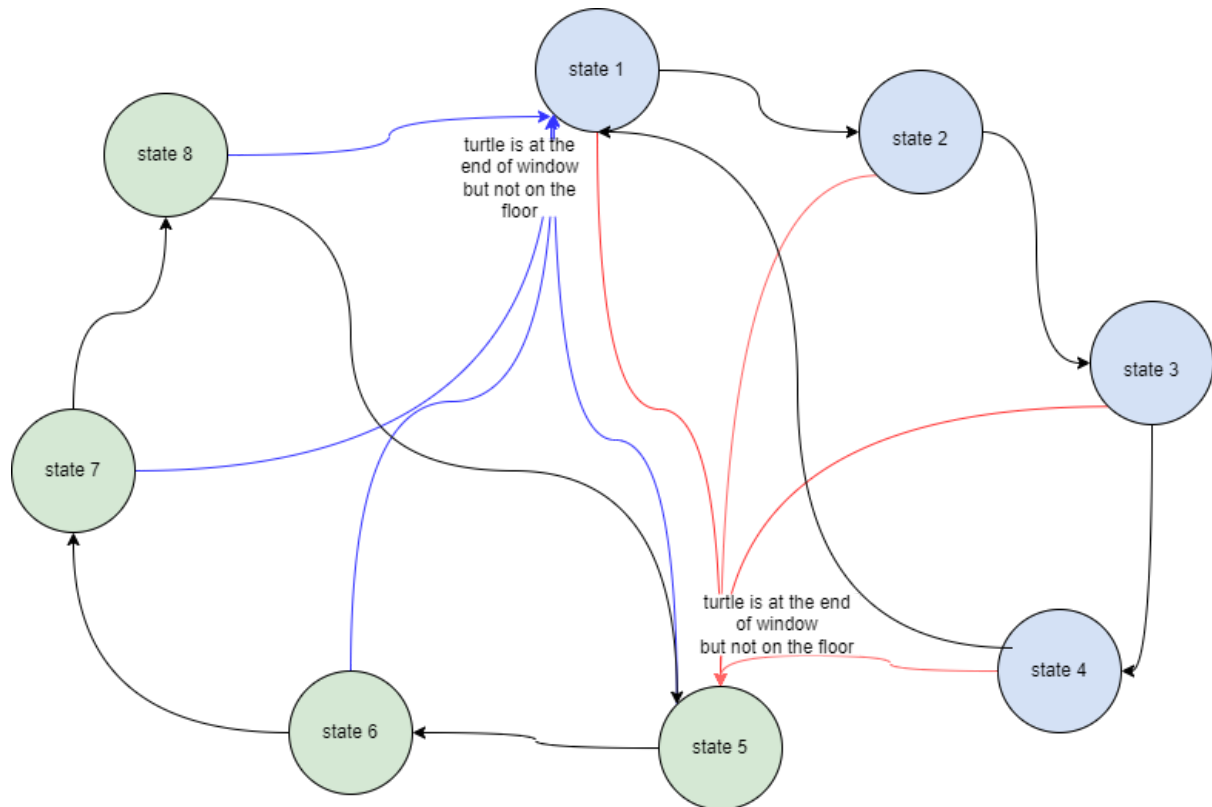 state 1
state 2
state 8
turtle is at the
end of window
but not on the
floor
state 3
state 7
turtle is at the end
of window
but not on the floor
state 4
state 6
state 5